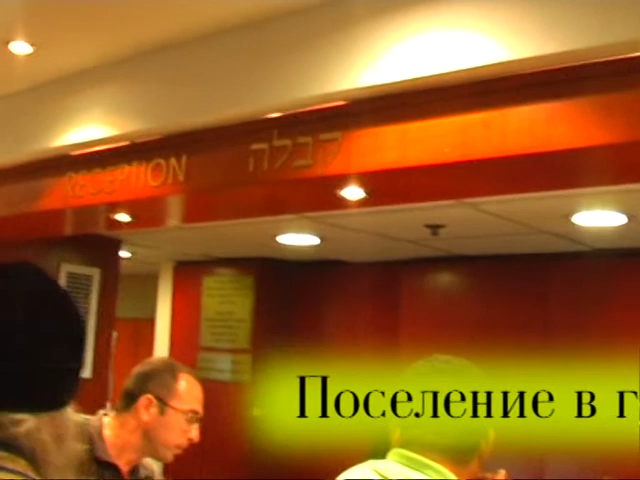 RECEPTION קבלה
Поселение в г